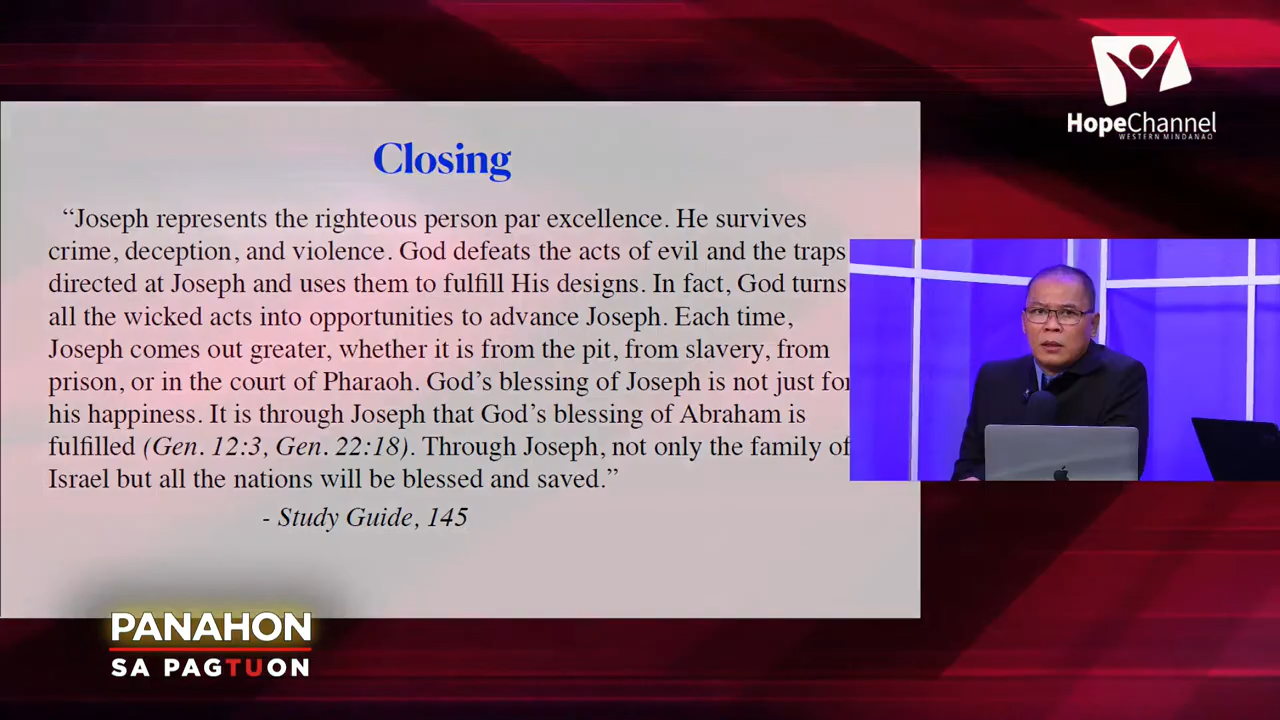 HopeChannel
WESTERN MINDANAO
Closing
“Joseph represents the righteous person par excellence. He survives
crime, deception, and violence. God defeats the acts of evil and the traps
directed at Joseph and uses them to fulfill His designs. In fact, God turns
all the wicked acts into opportunities to advance Joseph. Each time,
Joseph comes out greater, whether it is from the pit, from slavery, from
prison, or in the court of Pharaoh. God’s blessing of Joseph is not just for
his happiness. It is through Joseph that God’s blessing of Abraham is
fulfilled (Gen. 12:3, Gen. 22:18). Through Joseph, not only the family of
Israel but all the nations will be blessed and saved.”
- Study Guide, 145
PANAHON
SA PAGTUON